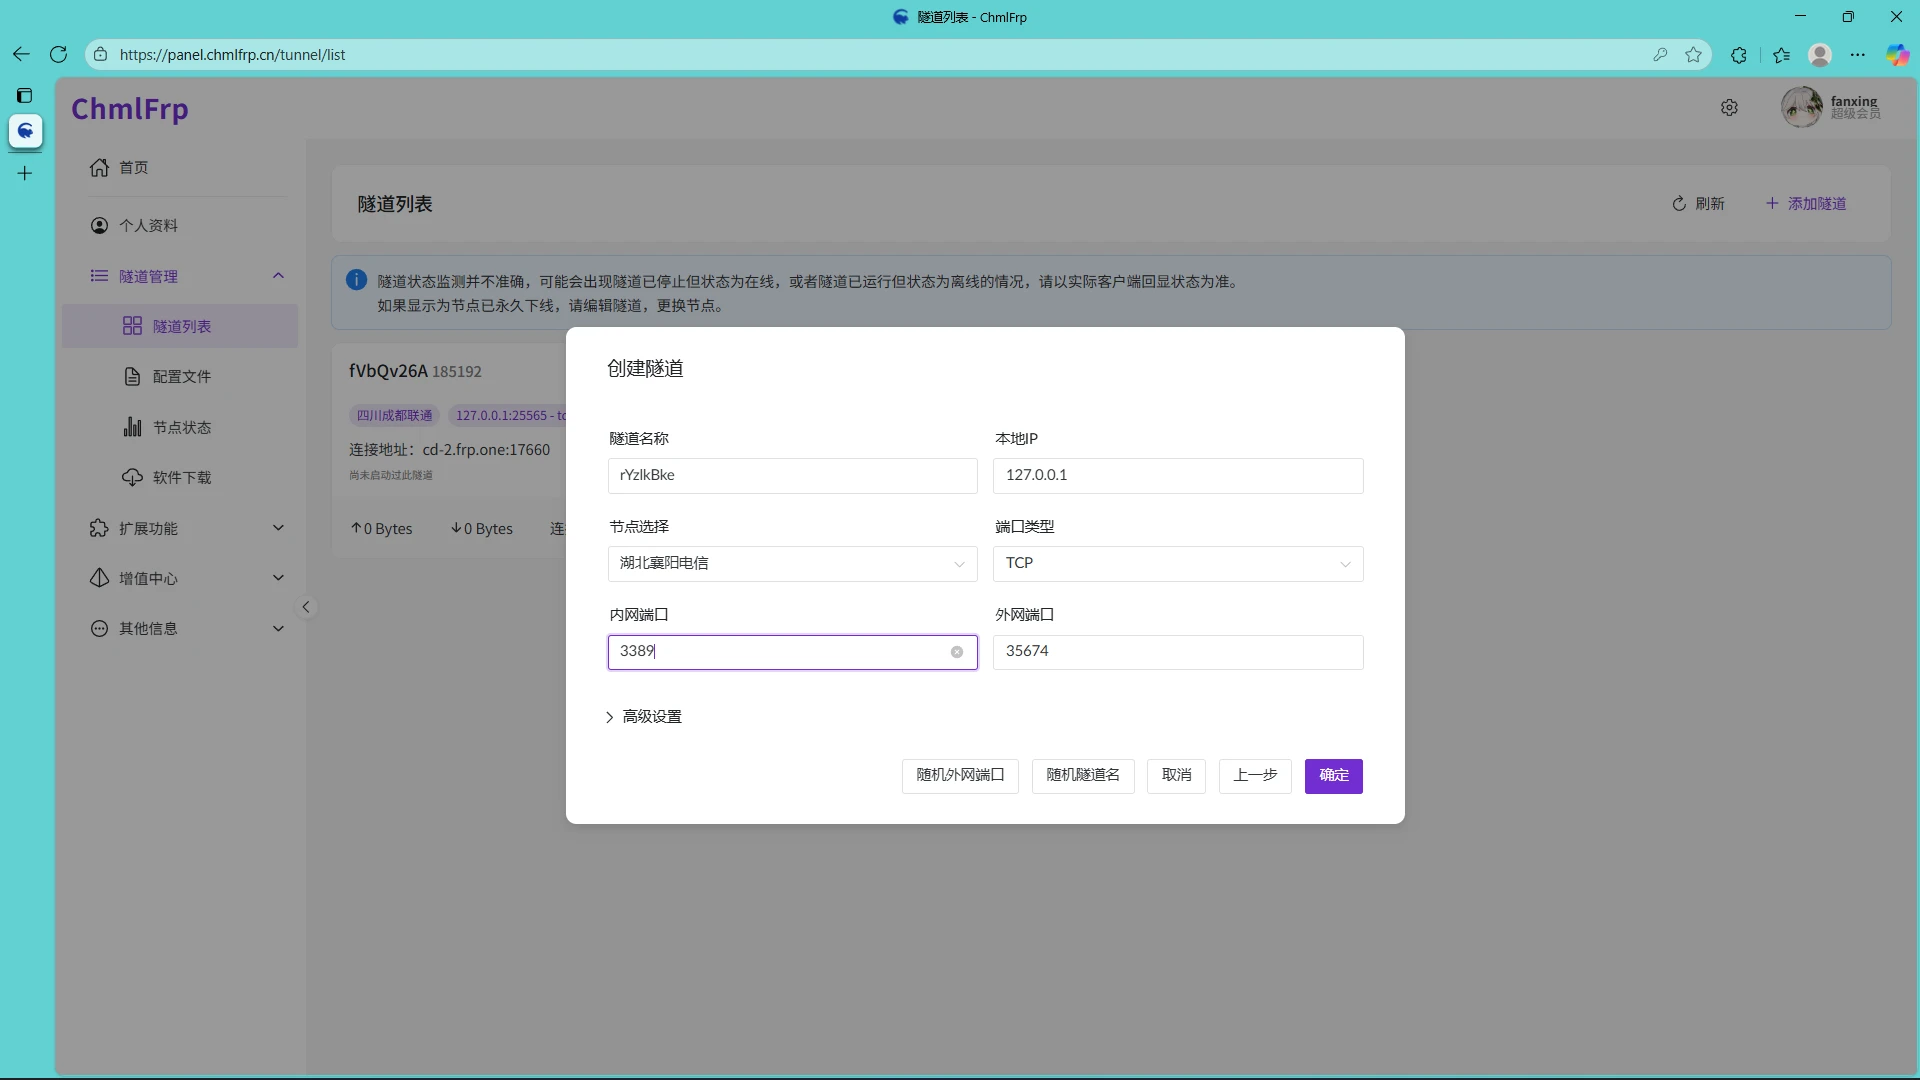 隧道列表 - ChmlFrp
https://panel.chmlfrp.cn/tunnel/list
ChmlFrp
fanxing
超级会员
首页
个人资料
隧道管理
隧道列表
配置文件
节点状态
软件下载
扩展功能
增值中心
其他信息
隧道列表
刷新
添加隧道
隧道状态监测并不准确，可能会出现隧道已停止但状态为在线，或者隧道已运行但状态为离线的情况，请以实际客户端回显状态为准。
如果显示为节点已永久下线，请编辑隧道，更换节点。
fVbQv26A 185192
四川成都联通 127.0.0.1:25565 - tc
连接地址：cd-2.frp.one:17660
尚未启动过此隧道
↑0 Bytes ↓0 Bytes 连
创建隧道
隧道名称 本地IP
rYzlkBke 127.0.0.1
节点选择 端口类型
湖北襄阳电信 TCP
内网端口 外网端口
3389 35674
高级设置
随机外网端口 随机隧道名 取消 上一步 确定